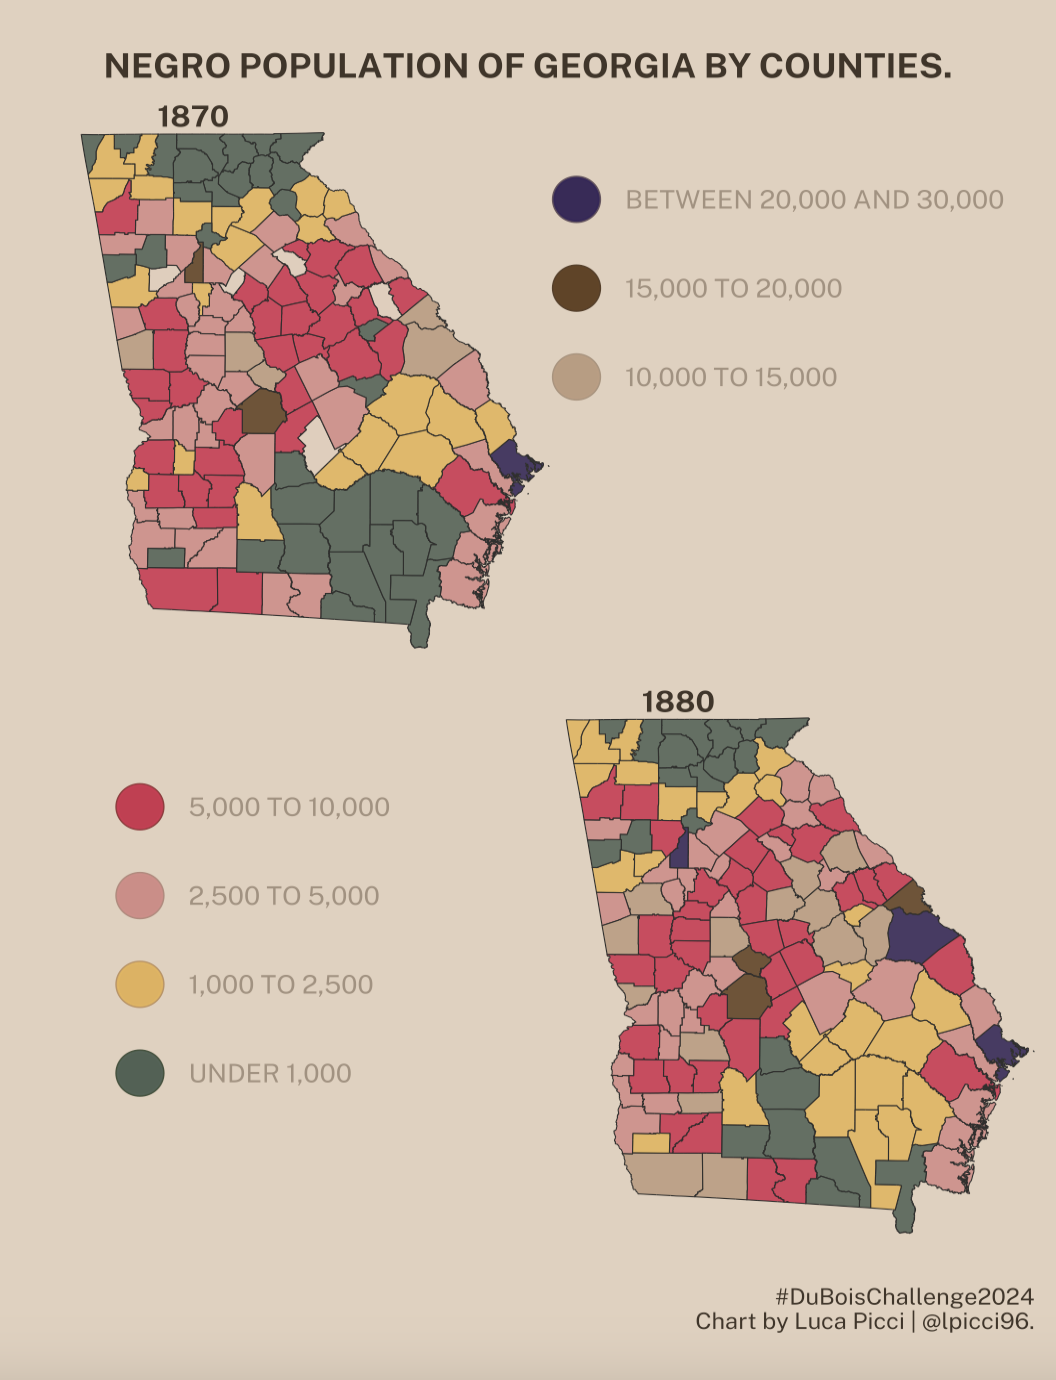 NEGRO POPULATION OF GEORGIA BY COUNTIES.
1870
BETWEEN 20,000 AND 30,000
15,000 TO 20,000
10,000 TO 15,000
1880
5,000 TO 10,000
2,500 TO 5,000
1,000 TO 2,500
UNDER 1,000
#DuBoisChallenge2024
Chart by Luca Picci | @lpicci96.